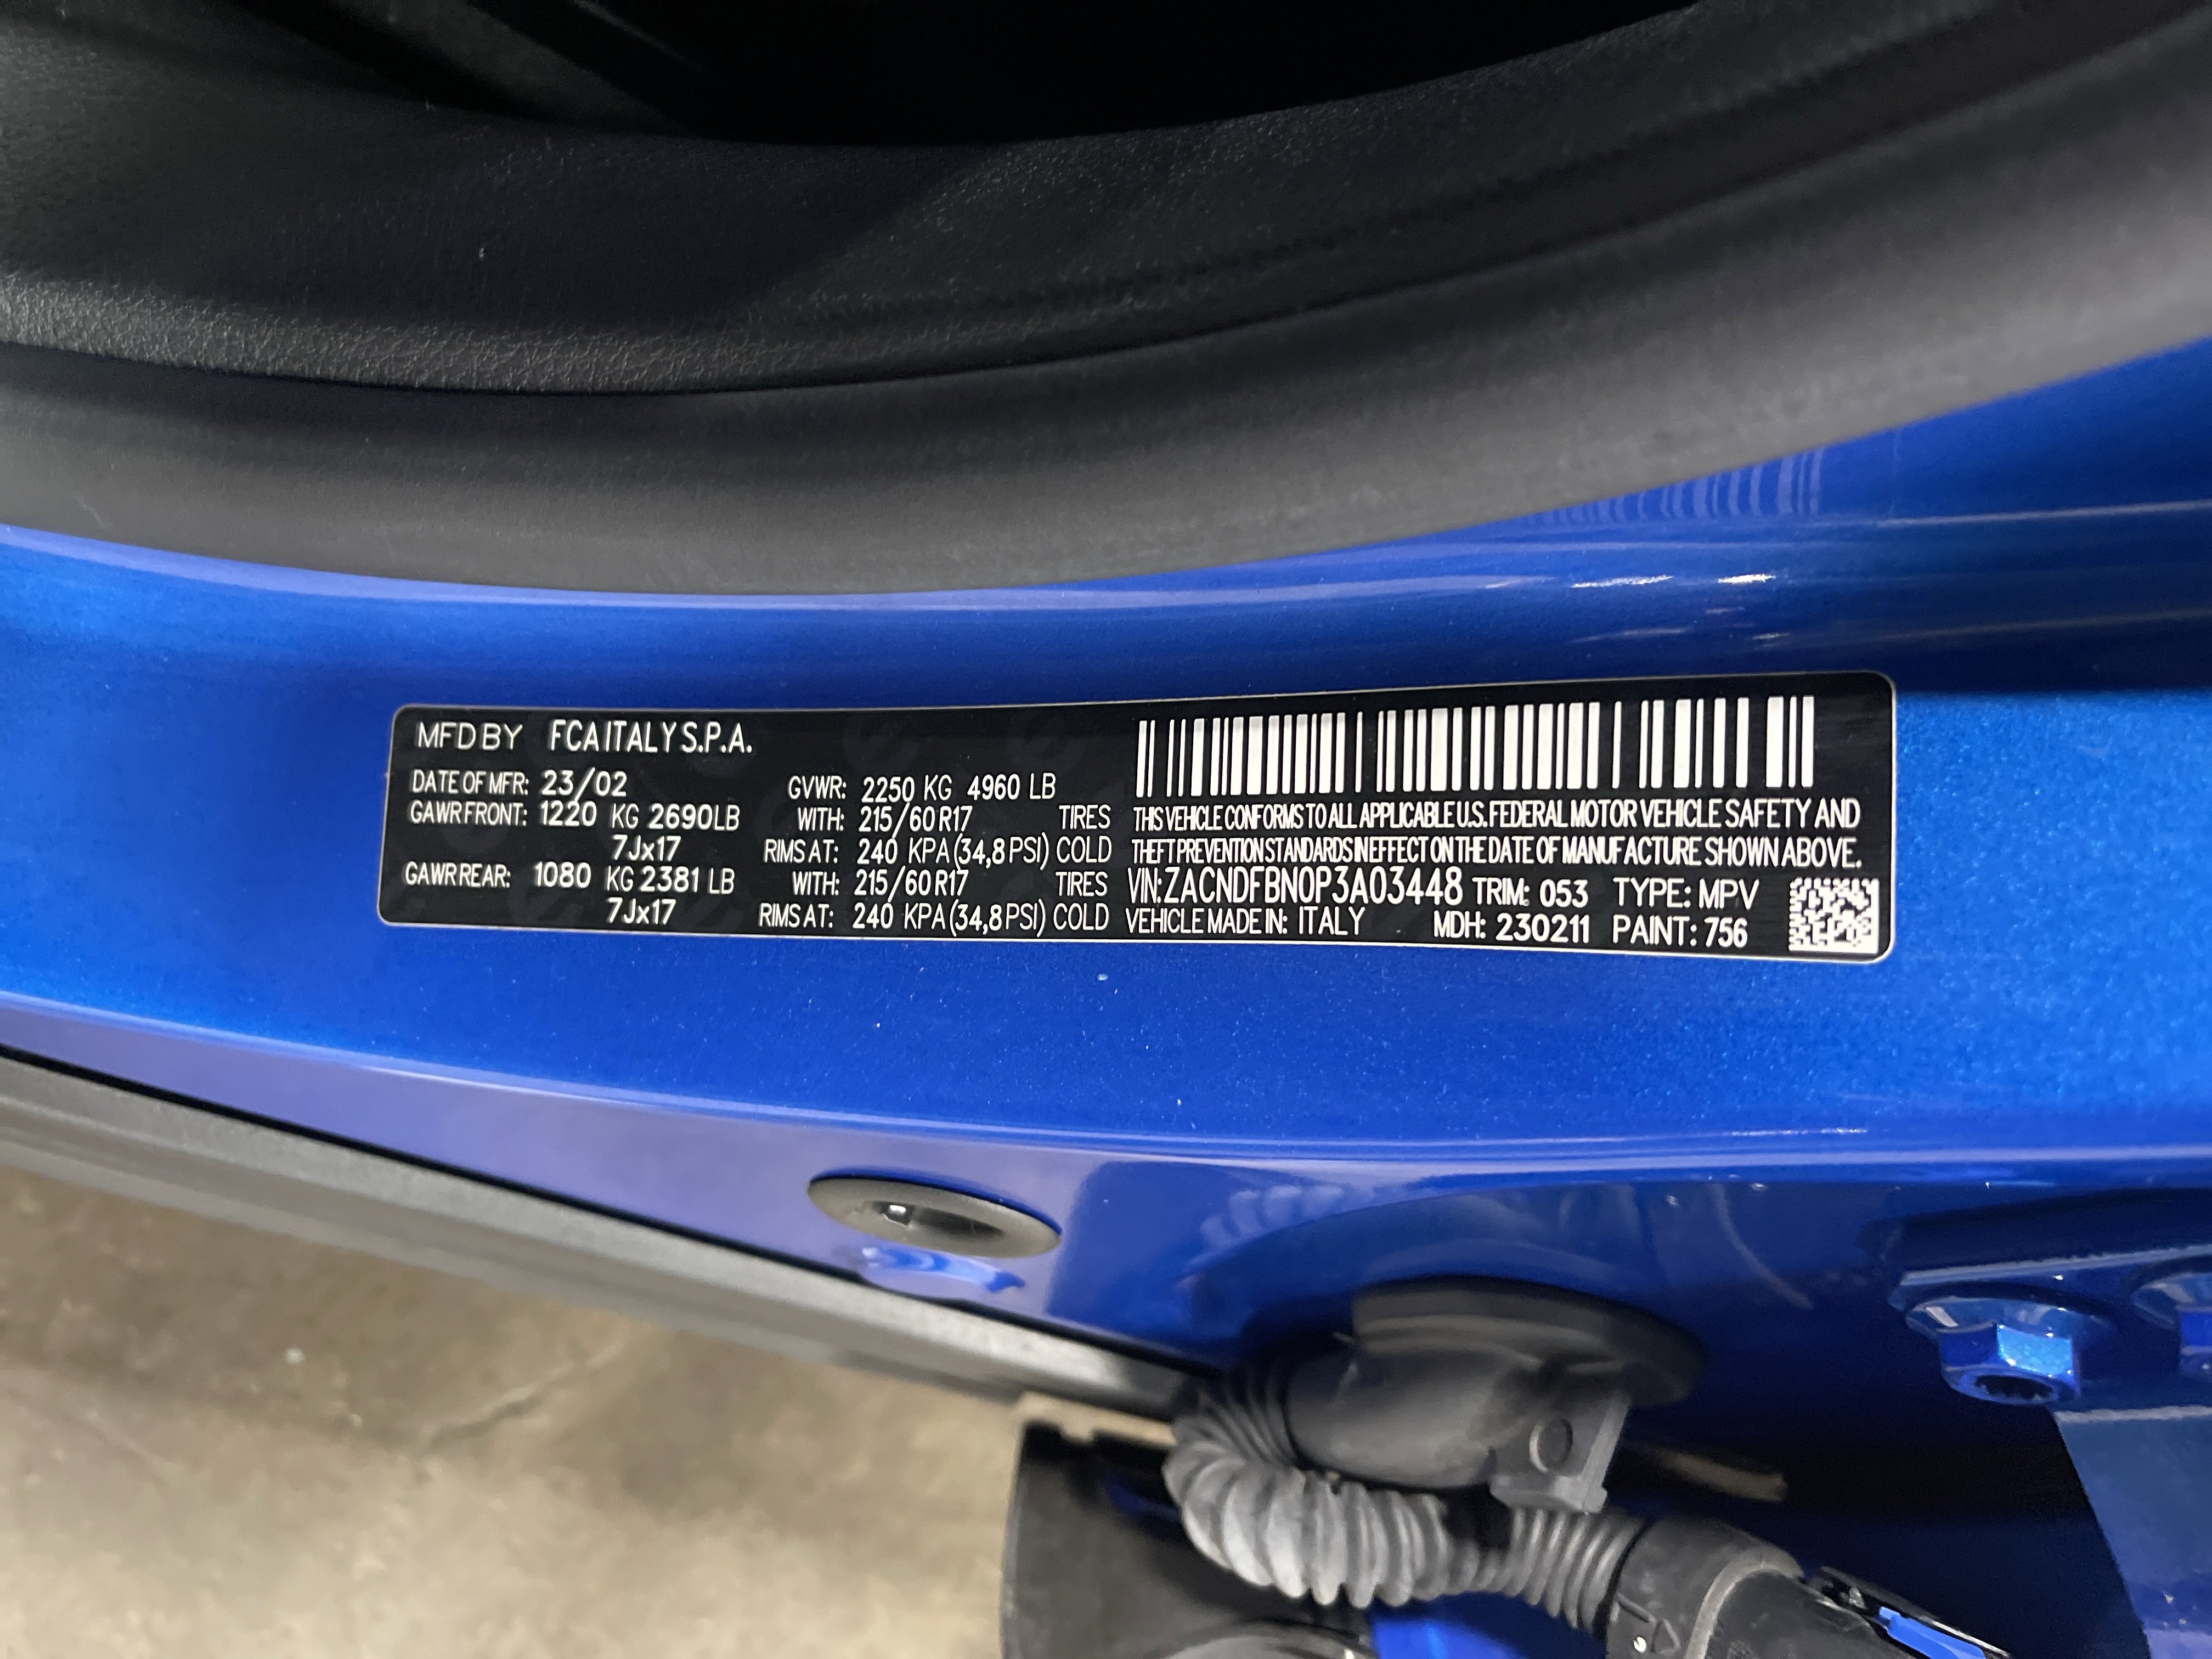 MFD BY FCA ITALY S.P.A.
DATE OF MFR: 23/02 GVWR: 2250 KG 4960 LB
GAWR FRONT: 1220 KG 2690LB WITH: 215/60 R17 TIRES
7Jx17 RIMS AT: 240 KPA (34,8 PSI) COLD
GAWR REAR: 1080 KG 2381 LB WITH: 215/60 R17 TIRES
7Jx17 RIMS AT: 240 KPA (34,8 PSI) COLD
THIS VEHICLE CONFORMS TO ALL APPLICABLE U.S. FEDERAL MOTOR VEHICLE SAFETY AND
THEFT PREVENTION STANDARDS IN EFFECT ON THE DATE OF MANUFACTURE SHOWN ABOVE.
VIN: ZACNDFBN0P3A03448 TRIM: 053 TYPE: MPV
VEHICLE MADE IN: ITALY MDH: 230211 PAINT: 756